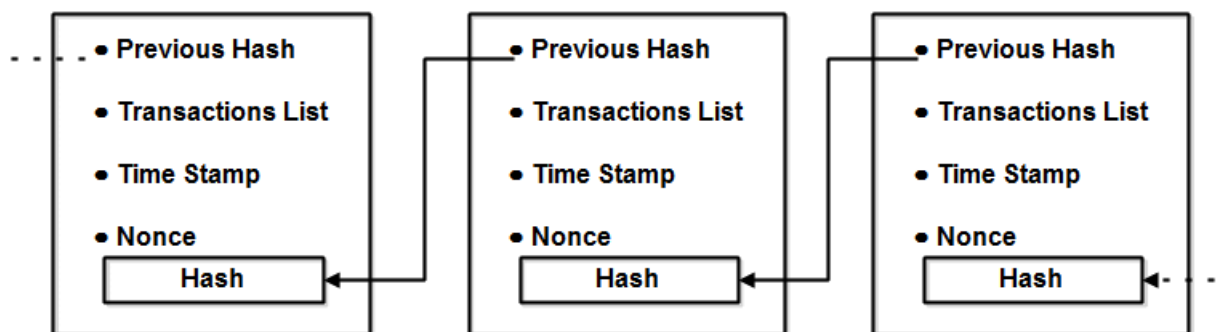 • Previous Hash
• Transactions List
• Time Stamp
• Nonce
Hash
• Previous Hash
• Transactions List
• Time Stamp
• Nonce
Hash
• Previous Hash
• Transactions List
• Time Stamp
• Nonce
Hash